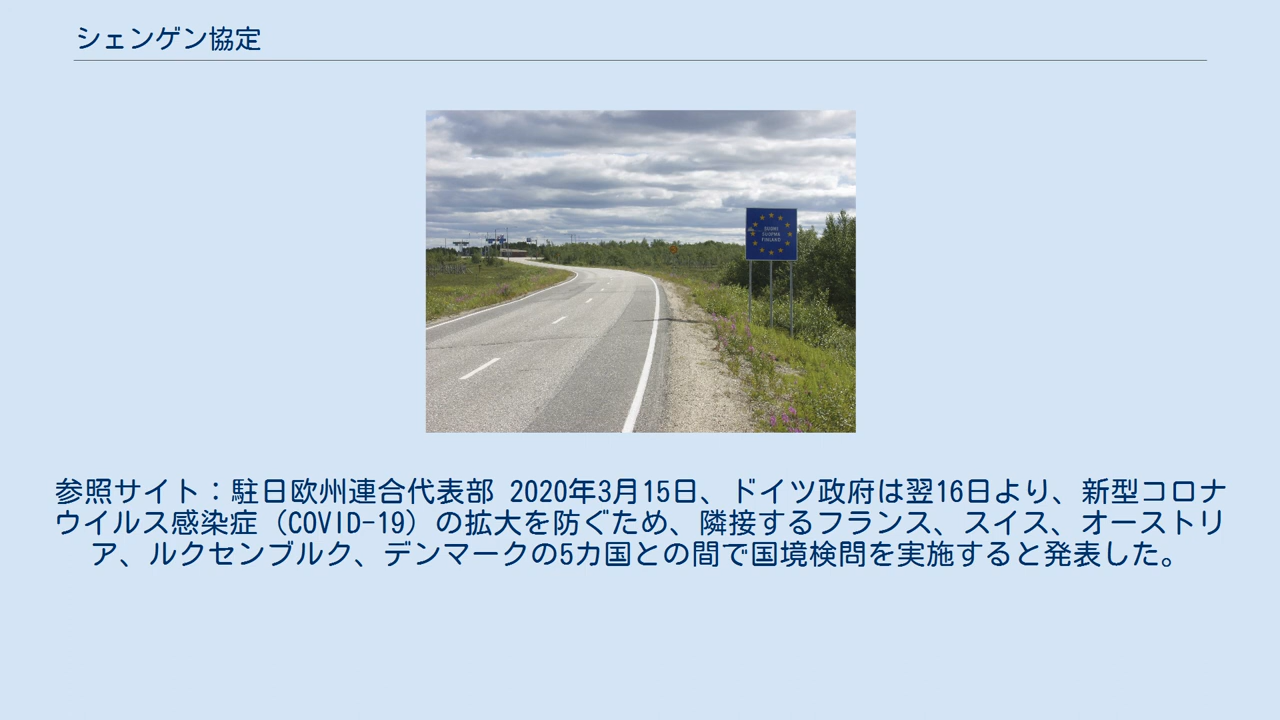 シェンゲン協定
SUOMI
SUOPMA
FINLAND
参照サイト：駐日欧州連合代表部 2020年3月15日、ドイツ政府は翌16日より、新型コロナ
ウイルス感染症（COVID-19）の拡大を防ぐため、隣接するフランス、スイス、オーストリ
ア、ルクセンブルク、デンマークの5カ国との間で国境検問を実施すると発表した。